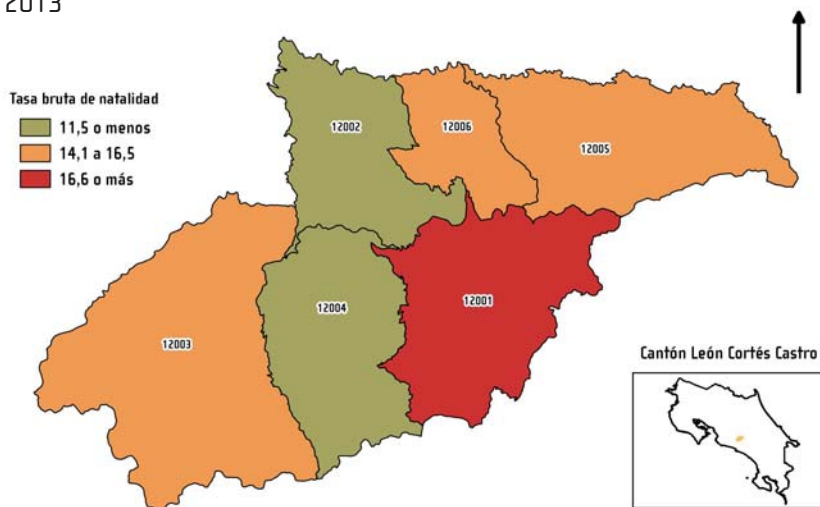 2013
Tasa bruta de natalidad
11,5 o menos
14,1 a 16,5
16,6 o más
12002
12006
12005
12001
12004
12003
Cantón León Cortés Castro